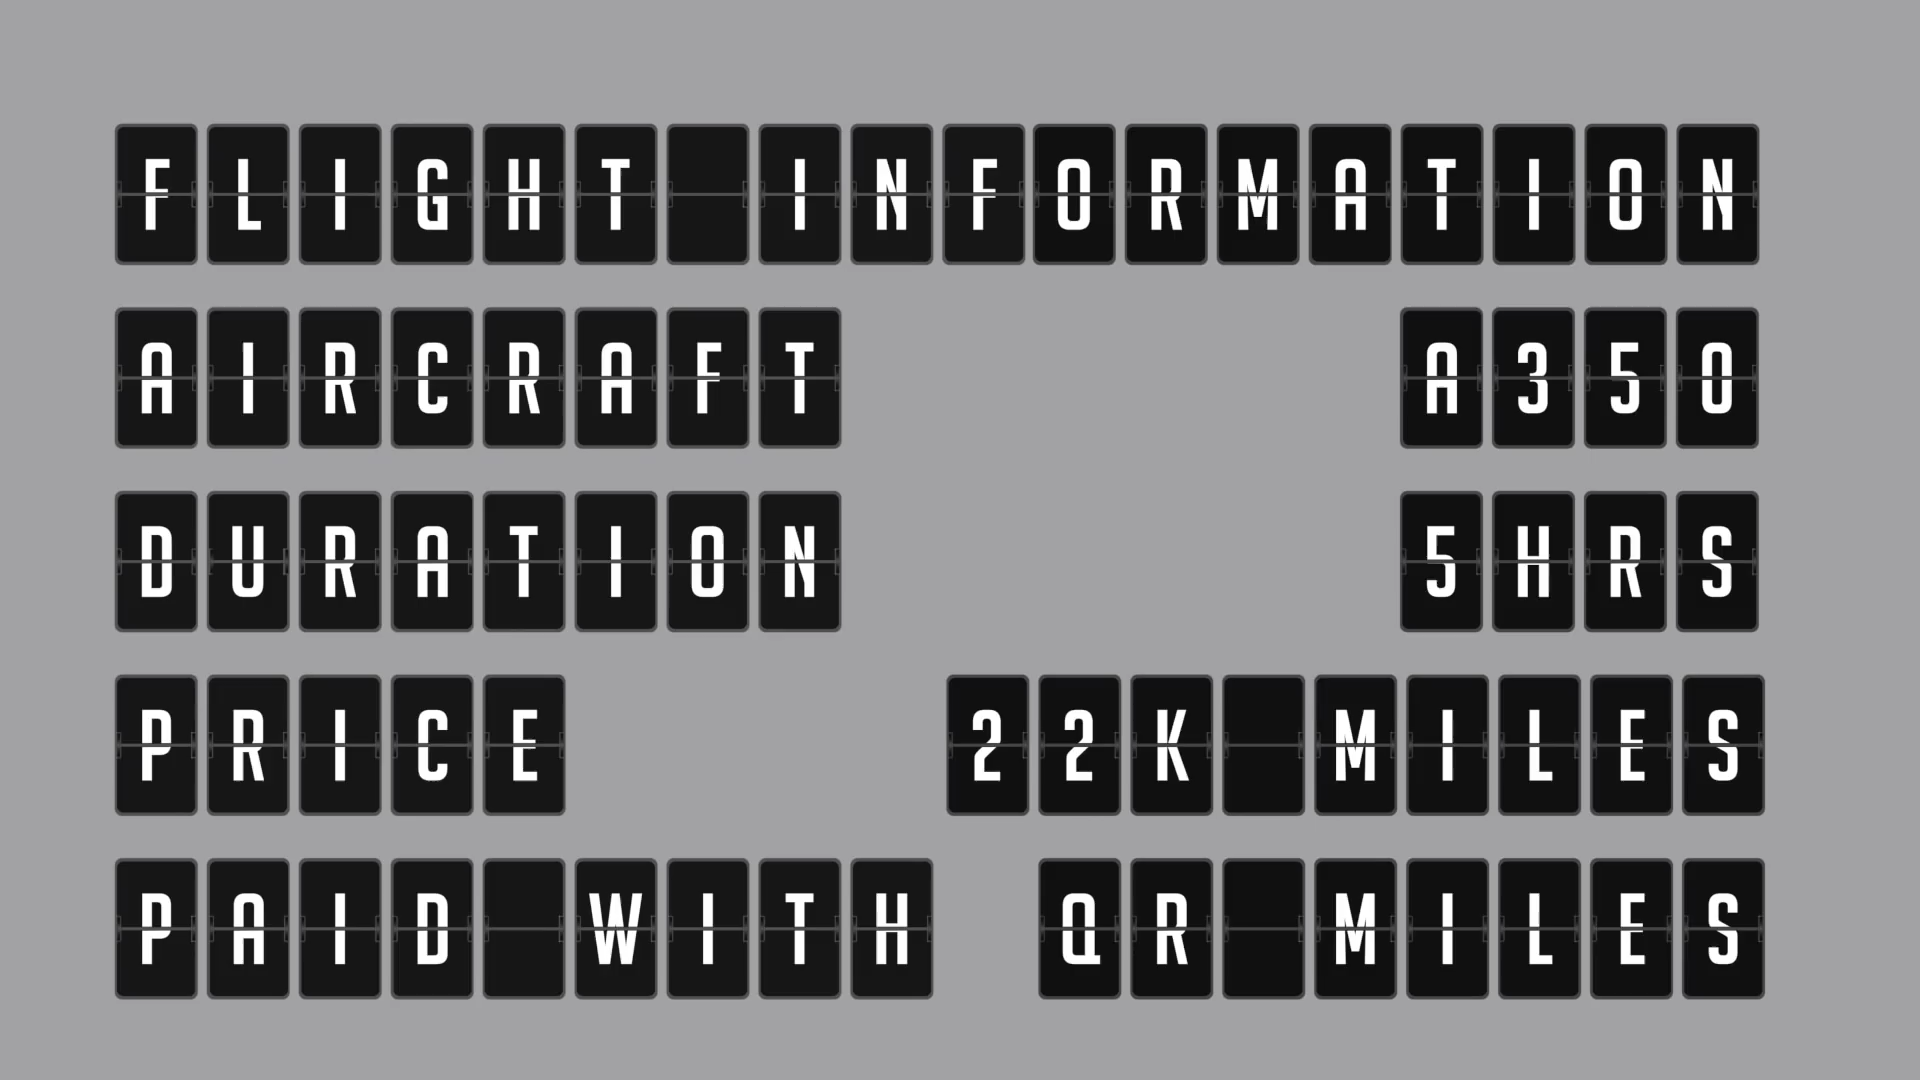 FLIGHT INFORMATION
AIRCRAFT A350
DURATION 5HRS
PRICE 22K MILES
PAID WITH QR MILES